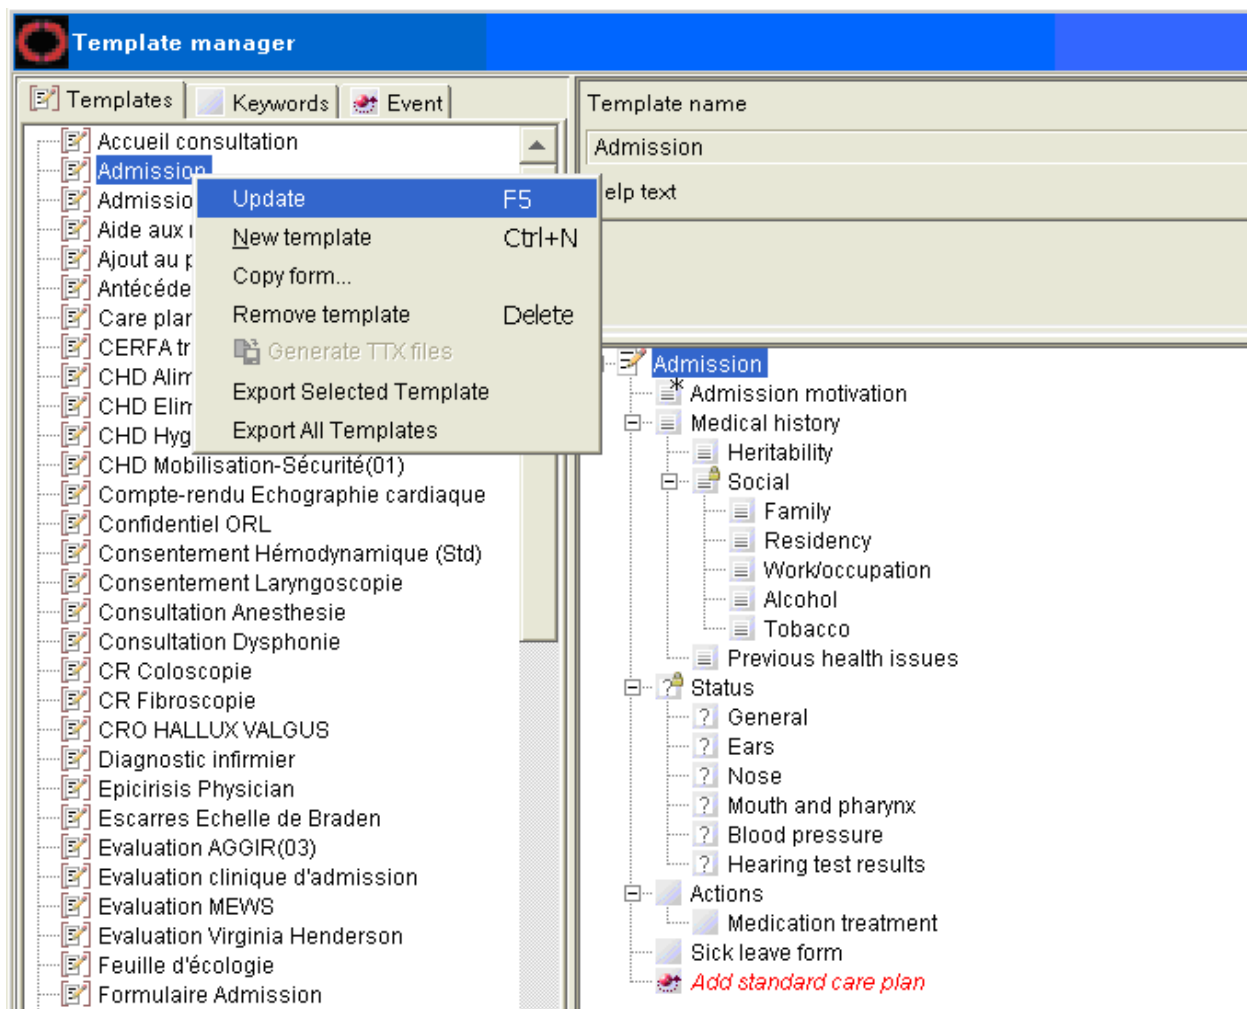 Template manager
Templates
Keywords
Event
Accueil consultation
Admission
Admissio
Aide aux
Ajout au
Antécéde
Care plan
CERFA tr
CHD Alim
CHD Elim
CHD Hyg
CHD Mobilisation-Sécurité(01)
Compte-rendu Echographie cardiaque
Confidentiel ORL
Consentement Hémodynamique (Std)
Consentement Laryngoscopie
Consultation Anesthesie
Consultation Dysphonie
CR Coloscopie
CR Fibroscopie
CRO HALLUX VALGUS
Diagnostic infirmier
Epicirisis Physician
Escarres Echelle de Braden
Evaluation AGGIR(03)
Evaluation clinique d'admission
Evaluation MEWS
Evaluation Virginia Henderson
Feuille d'écologie
Formulaire Admission
Update F5
New template Ctrl+N
Copy form...
Remove template Delete
Generate TTX files
Export Selected Template
Export All Templates
Template name
Admission
elp text
Admission
Admission motivation
Medical history
Heritability
Social
Family
Residency
Work/occupation
Alcohol
Tobacco
Previous health issues
Status
General
Ears
Nose
Mouth and pharynx
Blood pressure
Hearing test results
Actions
Medication treatment
Sick leave form
Add standard care plan